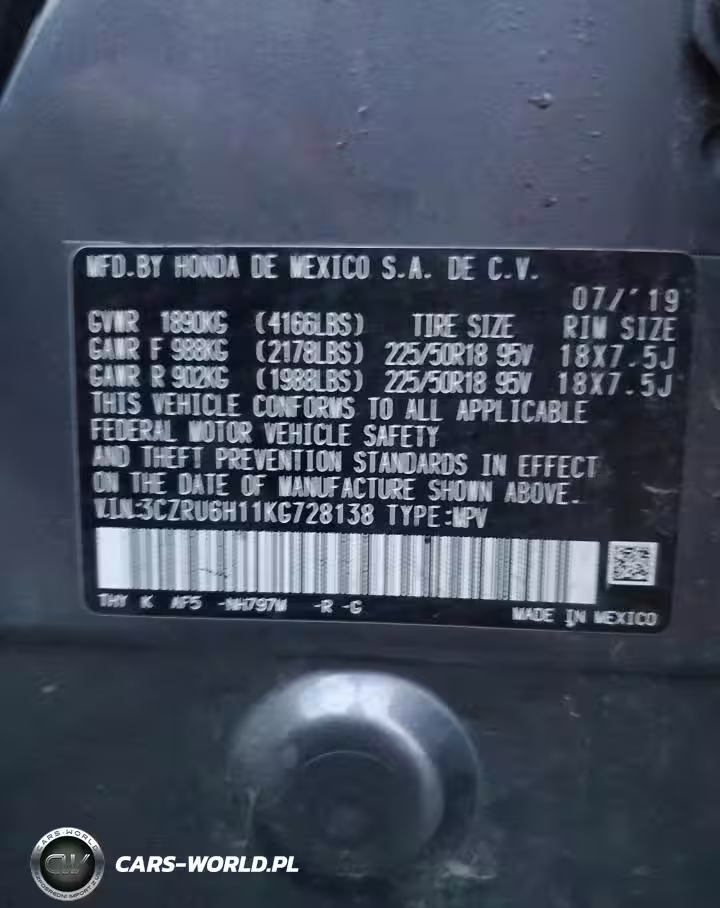 MFD.BY HONDA DE MEXICO S.A. DE C.V.
07/'19
GVWR 1890KG (4166LBS) TIRE SIZE RIM SIZE
GAWR F 988KG (2178LBS) 225/50R18 95V 18X7.5J
GAWR R 902KG (1988LBS) 225/50R18 95V 18X7.5J
THIS VEHICLE CONFORMS TO ALL APPLICABLE
FEDERAL MOTOR VEHICLE SAFETY
AND THEFT PREVENTION STANDARDS IN EFFECT
ON THE DATE OF MANUFACTURE SHOWN ABOVE.
V.I.N:3CZRU6H11KG728138 TYPE:MPV
THY K AF5 -NH797M -R -G
MADE IN MEXICO
CARS-WORLD
CW
CARS-WORLD.PL